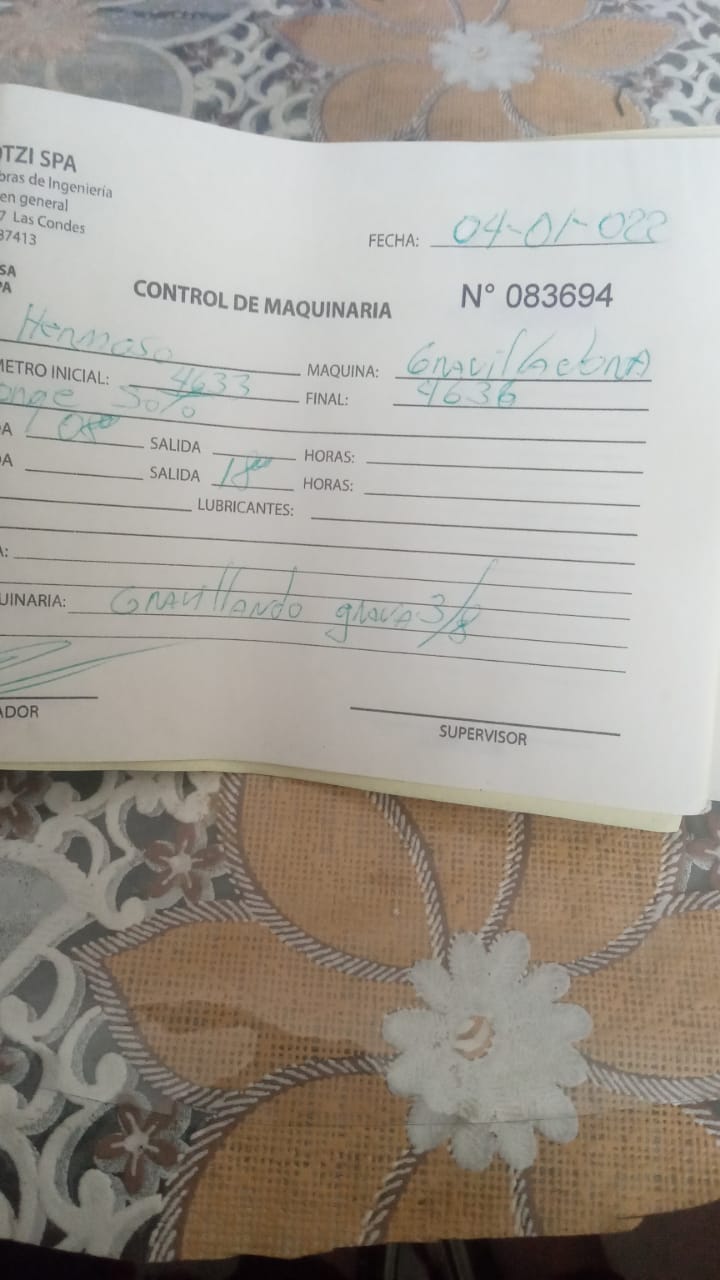 OTZI SPA
bras de Ingeniería
en general
7 Las Condes
37413
SA
PA
FECHA: 04-01-022
CONTROL DE MAQUINARIA N° 083694
Hermoso MAQUINA: GRAVillAdORA
METRO INICIAL: 4633 FINAL: 4636
50%
DA 08°° SALIDA HORAS:
DA SALIDA 18°° HORAS:
LUBRICANTES:
A:
UINARIA: GRAVillANdo gRAVA 3/8
ADOR SUPERVISOR